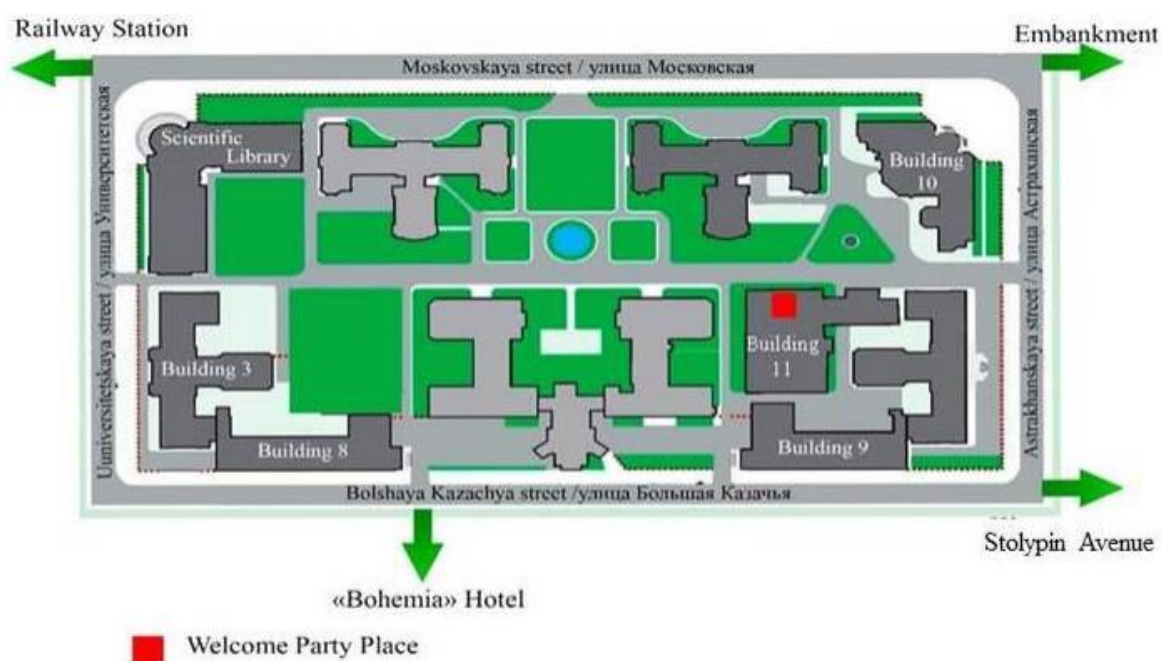 Railway Station
Embankment
Moskovskaya street / улица Московская
Uuniversitetskaya street / улица Университетская
Astrakhanskaya street / улица Астраханская
Scientific
Library
Building
10
Building 3
Building
11
Building 8
Building 9
Bolshaya Kazachya street /улица Большая Казачья
Stolypin Avenue
«Bohemia» Hotel
Welcome Party Place